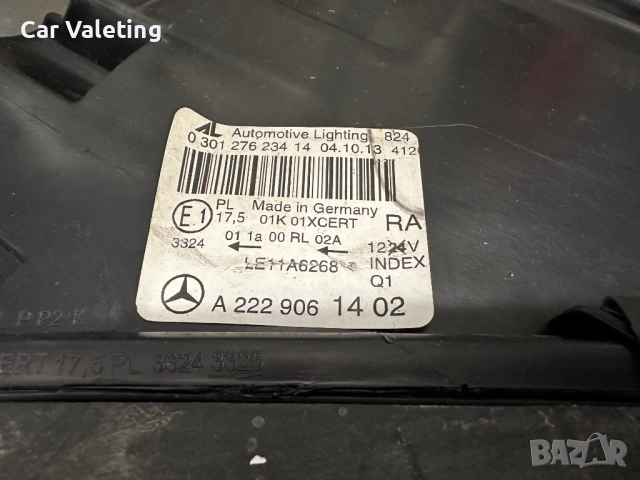 Car Valeting
AL Automotive Lighting 824
0 301 276 234 14 04.10.13 412
PL Made in Germany
E1 17,5 01K 01XCERT RA
3324 01 1a 00 RL 02A 12 24V
LE11A6268 INDEX
Q1
A 222 906 14 02
P P2 K
ERT 17,5 PL 3324 3325
BAZAR